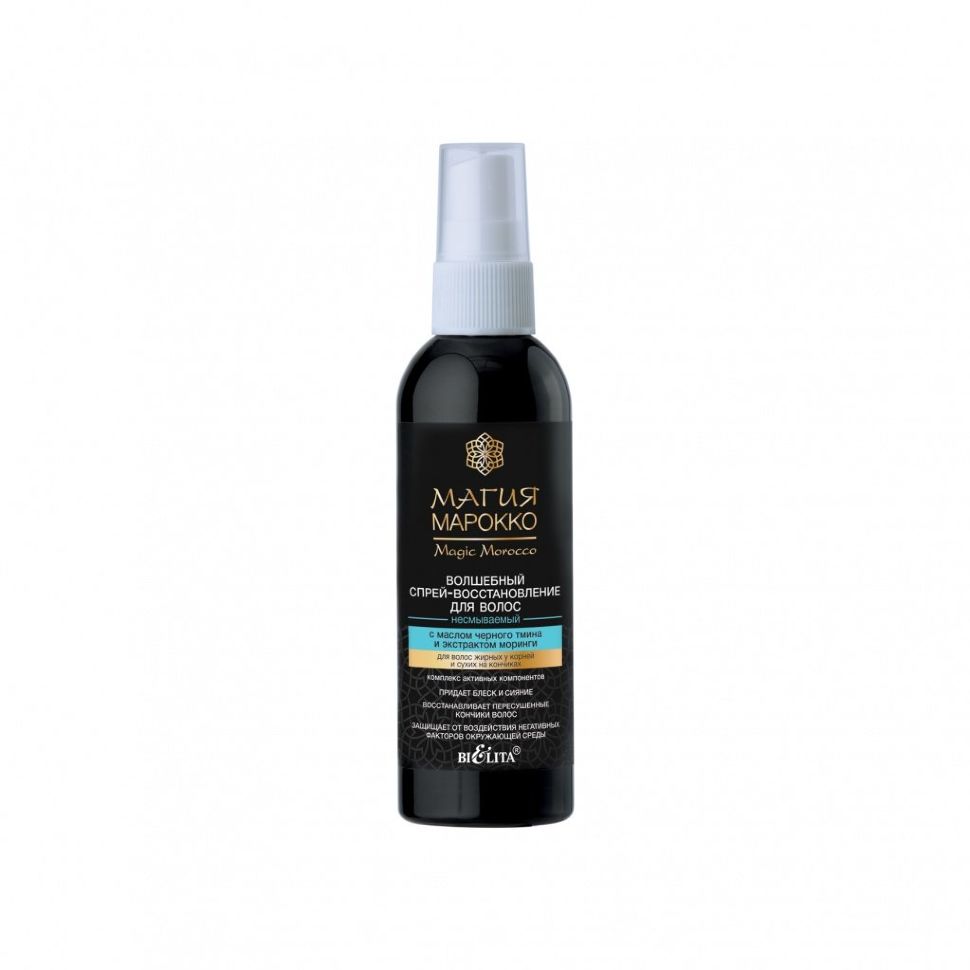 МАГИЯ
МАРОККО
Magic Morocco
ВОЛШЕБНЫЙ
СПРЕЙ-ВОССТАНОВЛЕНИЕ
ДЛЯ ВОЛОС
несмываемый
с маслом черного тмина
и экстрактом моринги
для волос жирных у корней
и сухих на кончиках
комплекс активных компонентов
ПРИДАЕТ БЛЕСК И СИЯНИЕ
ВОССТАНАВЛИВАЕТ ПЕРЕСУШЕННЫЕ
КОНЧИКИ ВОЛОС
ЗАЩИЩАЕТ ОТ ВОЗДЕЙСТВИЯ НЕГАТИВНЫХ
ФАКТОРОВ ОКРУЖАЮЩЕЙ СРЕДЫ
BIELITA®